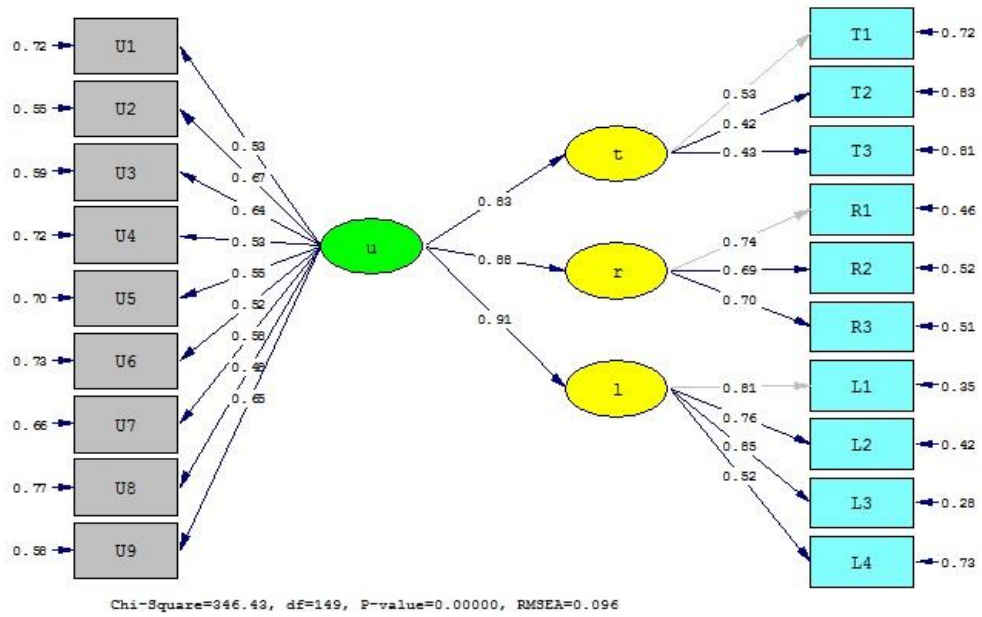 0.72 U1
0.55 U2
0.59 U3
0.72 U4
0.70 U5
0.73 U6
0.66 U7
0.77 U8
0.58 U9
0.53
0.67
0.64
0.53
0.55
0.52
0.58
0.48
0.65
u
0.83
0.88
0.91
t
r
l
0.53
0.42
0.43
0.74
0.69
0.70
0.81
0.76
0.85
0.52
T1 0.72
T2 0.83
T3 0.81
R1 0.46
R2 0.52
R3 0.51
L1 0.35
L2 0.42
L3 0.28
L4 0.73
Chi-Square=346.43, df=149, P-value=0.00000, RMSEA=0.096